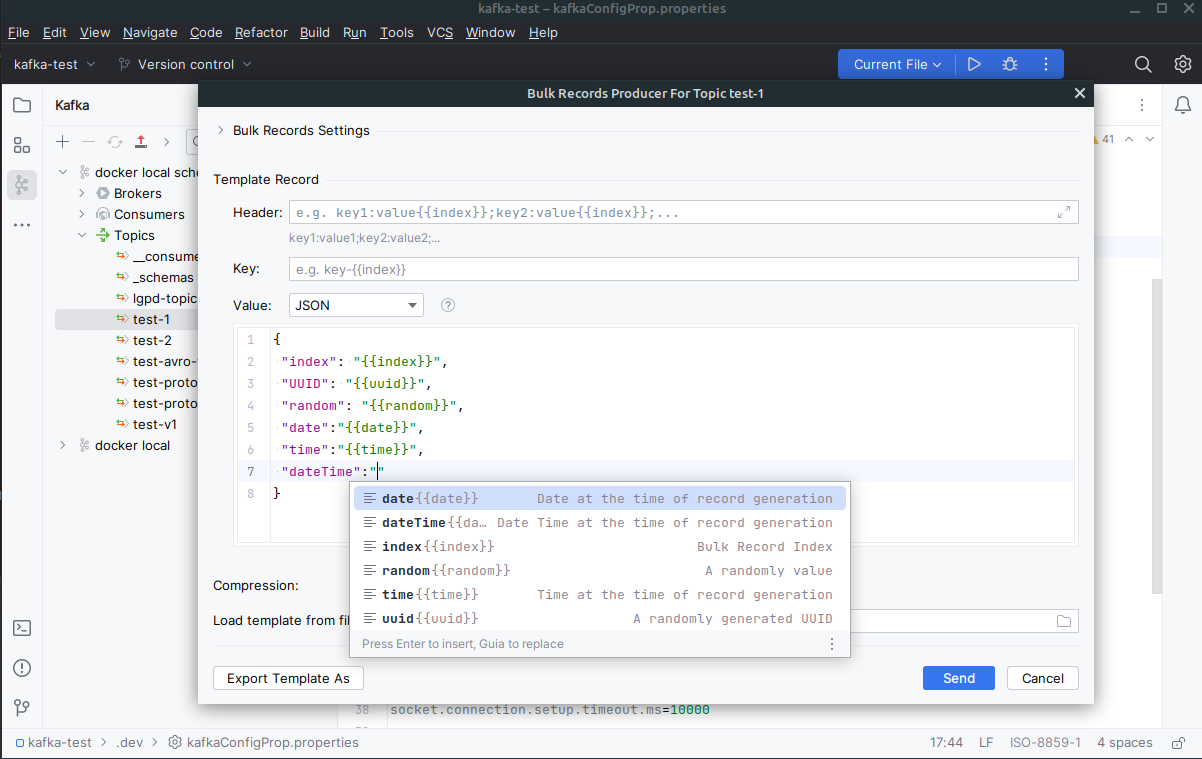 kafka-test – kafkaConfigProp.properties
File Edit View Navigate Code Refactor Build Run Tools VCS Window Help
kafka-test Version control Current File
Kafka
Bulk Records Producer For Topic test-1
Bulk Records Settings
41
docker local sche
Brokers
Consumers
Topics
__consume
_schemas
lgpd-topic
test-1
test-2
test-avro-
test-proto
test-proto
test-v1
docker local
Template Record
Header: e.g. key1:value{{index}};key2:value{{index}};...
key1:value1;key2:value2;...
Key: e.g. key-{{index}}
Value: JSON ?
1 {
2 "index": "{{index}}",
3 "UUID": "{{uuid}}",
4 "random": "{{random}}",
5 "date":"{{date}}",
6 "time":"{{time}}",
7 "dateTime":""
8 }
date{{date}} Date at the time of record generation
dateTime{{da… Date Time at the time of record generation
index{{index}} Bulk Record Index
random{{random}} A randomly value
time{{time}} Time at the time of record generation
uuid{{uuid}} A randomly generated UUID
Press Enter to insert, Guia to replace
Compression:
Load template from fil
Export Template As Send Cancel
38 socket.connection.setup.timeout.ms=10000
kafka-test > .dev > kafkaConfigProp.properties 17:44 LF ISO-8859-1 4 spaces